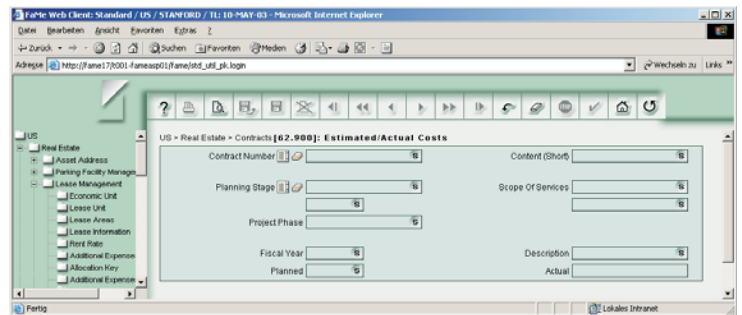 FaMe Web Client: Standard / US / STANFORD / TL: 10-MAY-03 - Microsoft Internet Explorer
Datei Bearbeiten Ansicht Favoriten Extras ?
Zurück Suchen Favoriten Medien
Adresse http://fame17/t001-fameasp01/fame/std_util_pk.login Wechseln zu Links
US
Real Estate
Asset Address
Parking Facility Manage
Lease Management
Economic Unit
Lease Unit
Lease Areas
Lease Information
Rent Rate
Additional Expense
Allocation Key
Additional Expense
US > Real Estate > Contracts [62.900]: Estimated/Actual Costs
Contract Number Content (Short)
Planning Stage Scope Of Services
Project Phase
Fiscal Year Description
Planned Actual
Fertig Lokales Intranet